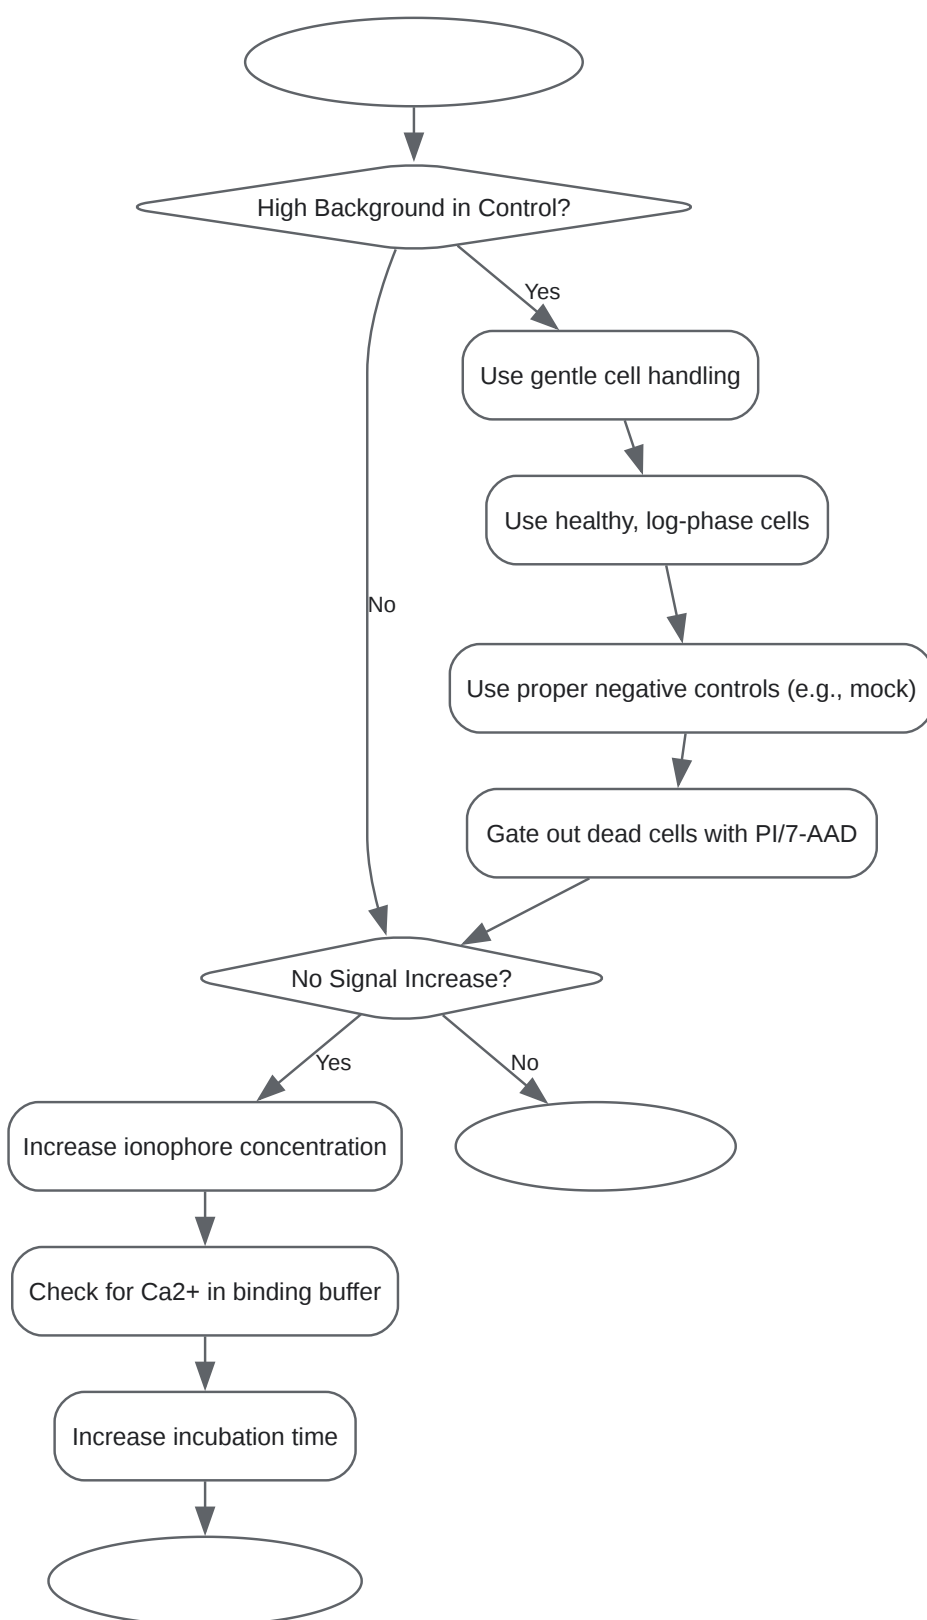 High Background in Control?
Yes
Use gentle cell handling
Use healthy, log-phase cells
No
Use proper negative controls (e.g., mock)
Gate out dead cells with PI/7-AAD
No Signal Increase?
Yes
No
Increase ionophore concentration
Check for Ca2+ in binding buffer
Increase incubation time